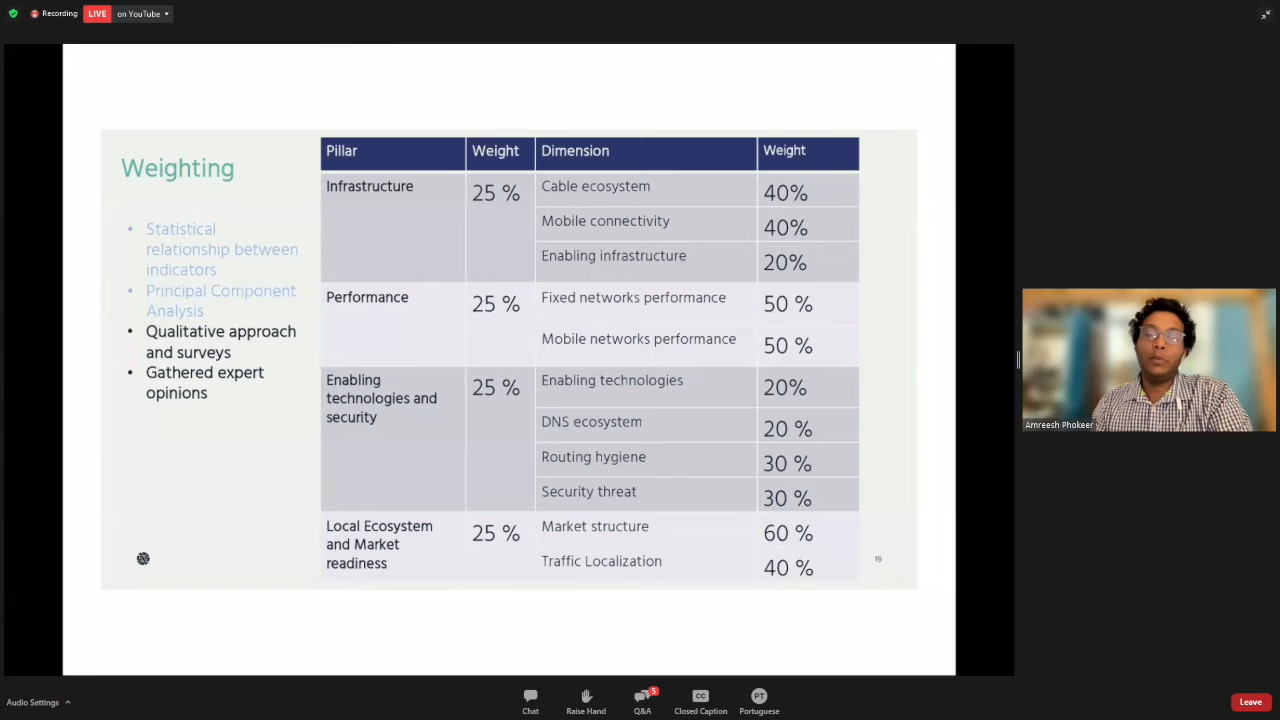 Recording
LIVE
on YouTube
Weighting
• Statistical
relationship between
indicators
• Principal Component
Analysis
• Qualitative approach
and surveys
• Gathered expert
opinions
Pillar Weight Dimension Weight
Infrastructure 25 % Cable ecosystem 40%
Mobile connectivity 40%
Enabling infrastructure 20%
Performance 25 % Fixed networks performance 50 %
Mobile networks performance 50 %
Enabling 25 % Enabling technologies 20%
technologies and
security
DNS ecosystem 20 %
Routing hygiene 30 %
Security threat 30 %
Local Ecosystem 25 % Market structure 60 %
and Market
readiness
Traffic Localization 40 %
19
Amreesh Phokeer
Audio Settings
Chat
Raise Hand
5
Q&A
CC
Closed Caption
PT
Portuguese
Leave